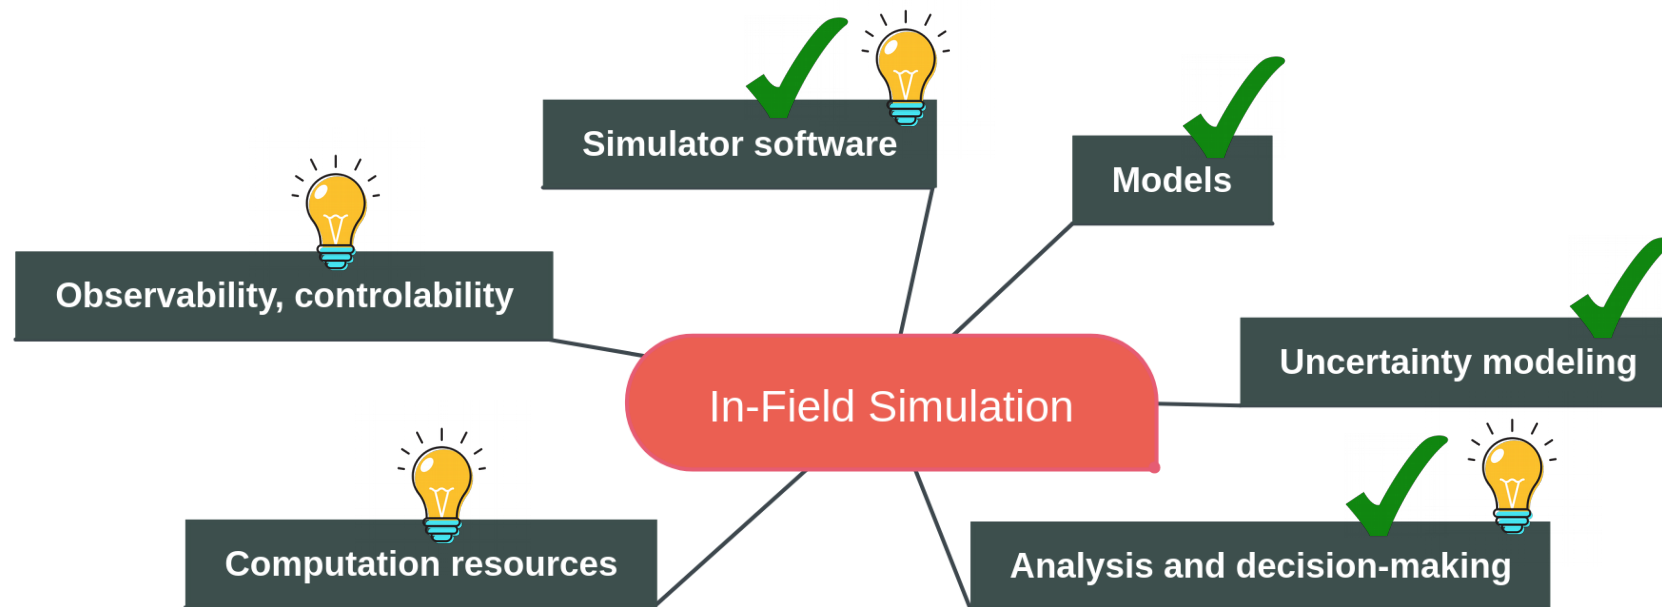 Simulator software
Models
Observability, controlability
Uncertainty modeling
In-Field Simulation
Computation resources
Analysis and decision-making